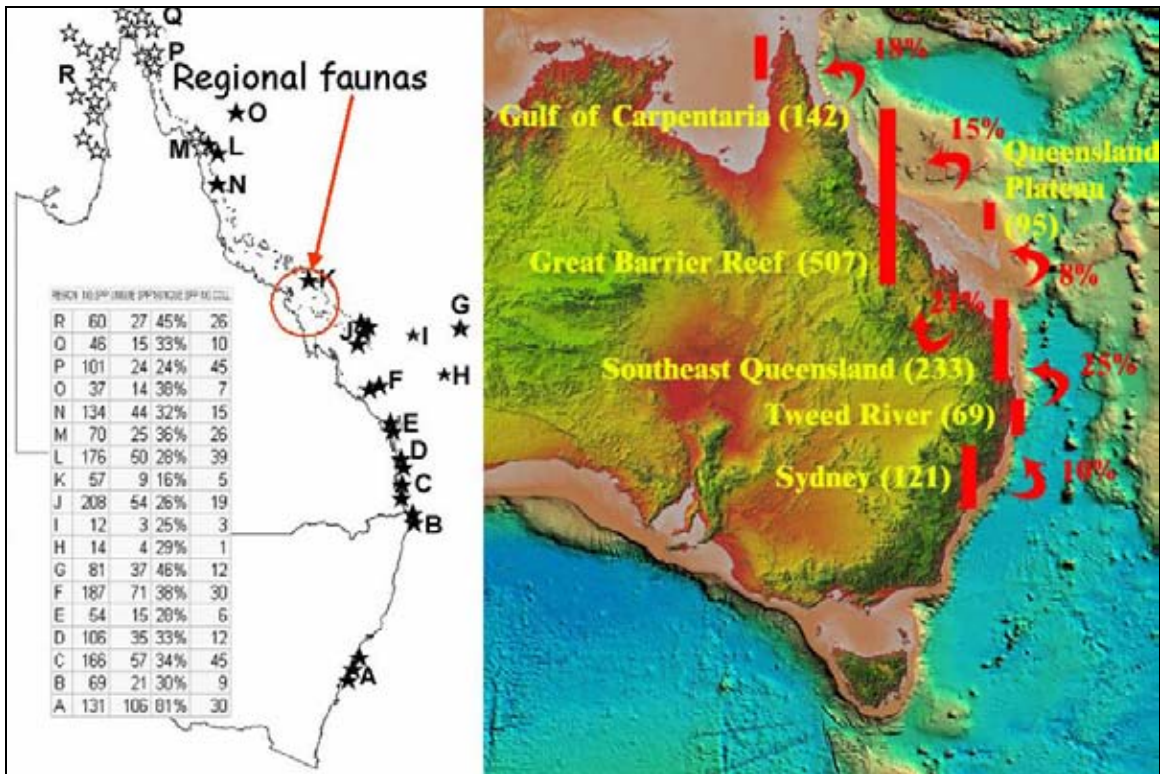 Q
P
R
Regional faunas
O
M
L
N
K
G
J
I
H
F
E
D
C
B
A
R 60 27 45% 26
Q 46 15 33% 10
P 101 24 24% 45
O 37 14 38% 7
N 134 44 32% 15
M 70 25 36% 26
L 176 50 28% 39
K 57 9 16% 5
J 208 54 26% 19
I 12 3 25% 3
H 14 4 29% 1
G 81 37 46% 12
F 187 71 38% 30
E 54 15 28% 6
D 106 35 33% 12
C 166 57 34% 45
B 69 21 30% 9
A 131 106 81% 30
18%
Gulf of Carpentaria (142)
15%
Queensland
Plateau
(95)
Great Barrier Reef (507)
8%
21%
Southeast Queensland (233)
25%
Tweed River (69)
Sydney (121)
10%